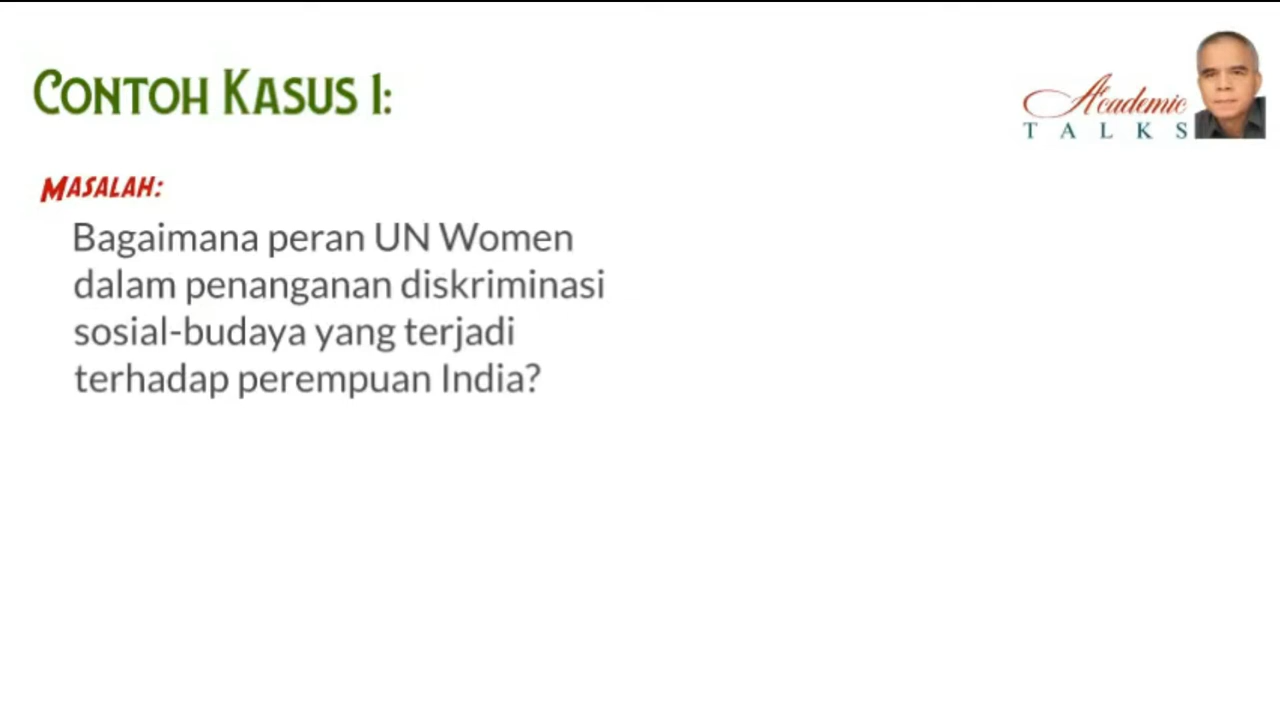 CONTOH KASUS 1:
Academic
TALKS
MASALAH:
Bagaimana peran UN Women
dalam penanganan diskriminasi
sosial-budaya yang terjadi
terhadap perempuan India?